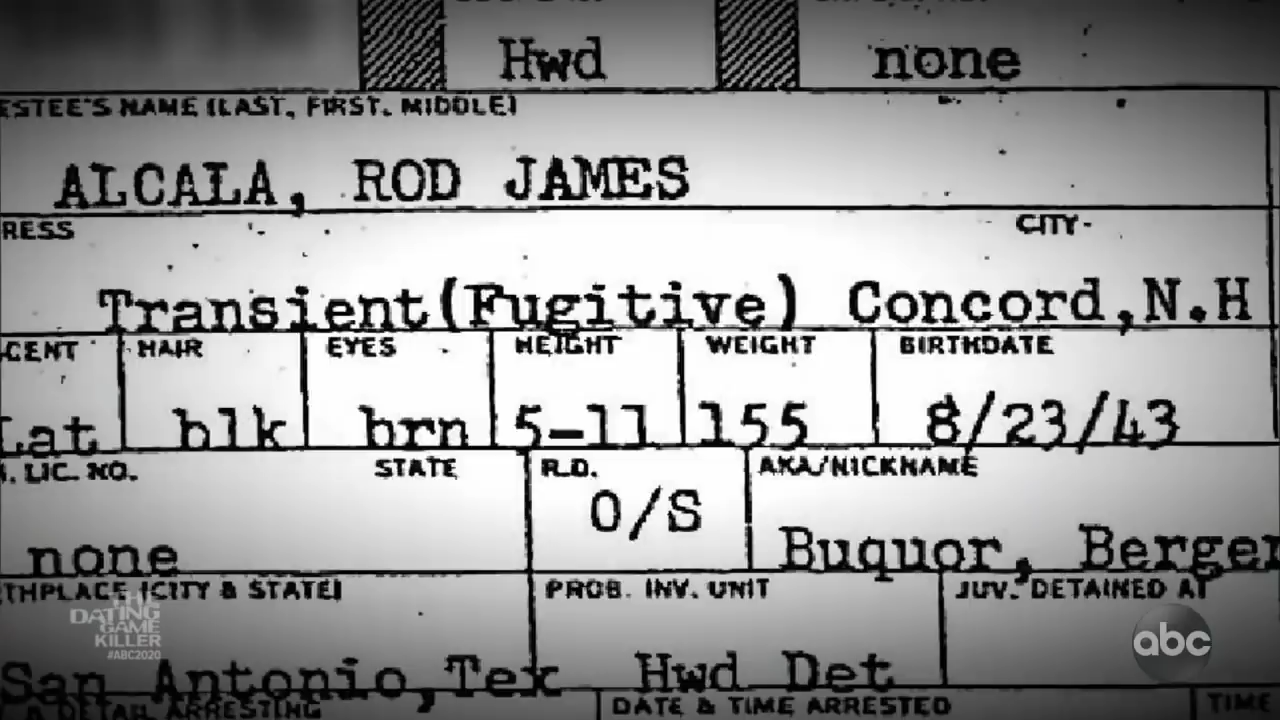 Hwd none
ESTEE'S NAME (LAST, FIRST, MIDDLE)
ALCALA, ROD JAMES
RESS CITY
Transient(Fugitive) Concord,N.H
CENT HAIR EYES HEIGHT WEIGHT BIRTHDATE
Lat blk brn 5-11 155 8/23/43
. LIC. NO. STATE R.D. AKA/NICKNAME
O/S
none Buquor, Berger
THPLACE (CITY & STATE) PROB. INV. UNIT JUV. DETAINED AT
THE
DATING
GAME
KILLER
#ABC2020
abc
San Antonio,Tex Hwd Det
DETAIL ARRESTING DATE & TIME ARRESTED TIME